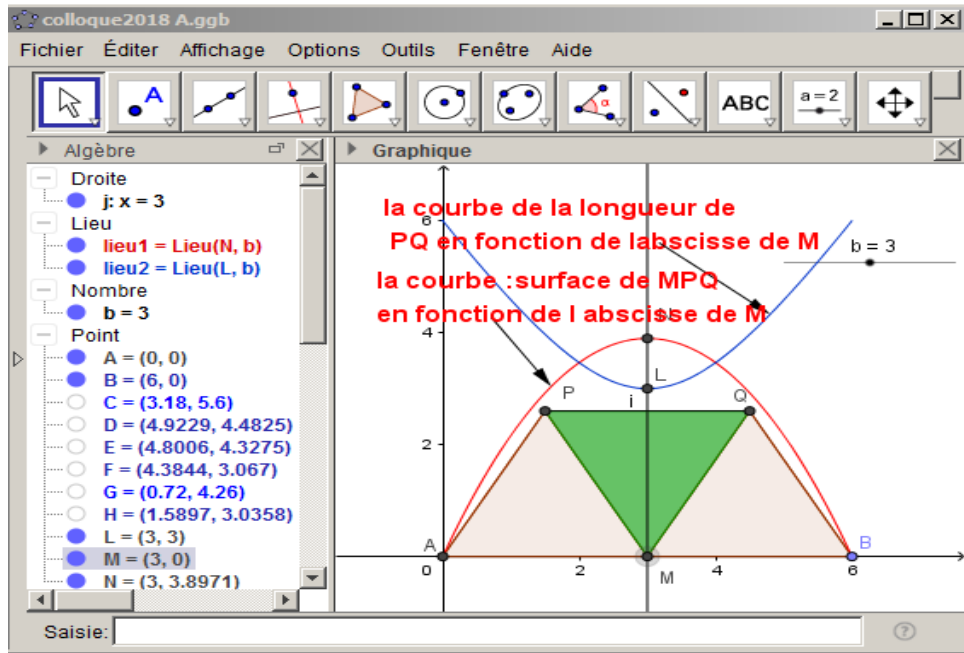 colloque2018 A.ggb
Fichier Éditer Affichage Options Outils Fenêtre Aide
A α ABC a = 2
Algèbre
Droite
j: x = 3
Lieu
lieu1 = Lieu(N, b)
lieu2 = Lieu(L, b)
Nombre
b = 3
Point
A = (0, 0)
B = (6, 0)
C = (3.18, 5.6)
D = (4.9229, 4.4825)
E = (4.8006, 4.3275)
F = (4.3844, 3.067)
G = (0.72, 4.26)
H = (1.5897, 3.0358)
L = (3, 3)
M = (3, 0)
N = (3, 3.8971)
Graphique
la courbe de la longueur de
PQ en fonction de labscisse de M
la courbe :surface de MPQ
en fonction de l abscisse de M
b = 3
6
4
L
P i Q
2
A B
0 2 4 6
M
Saisie:
?